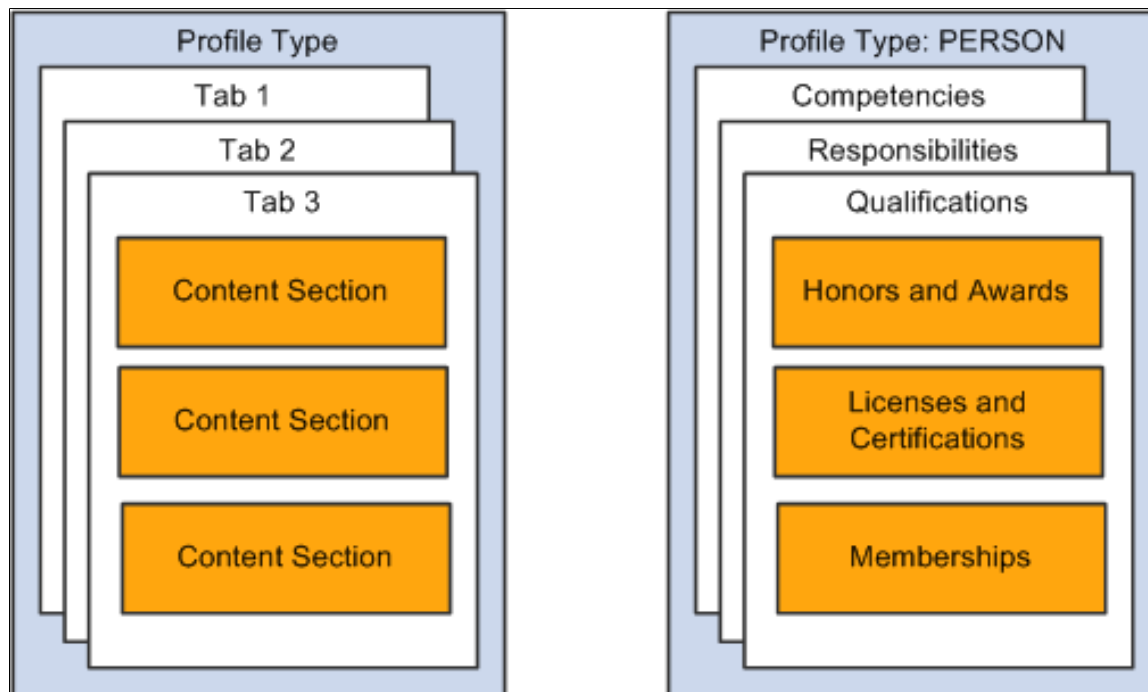 Profile Type
Tab 1
Tab 2
Tab 3
Content Section
Content Section
Content Section
Profile Type: PERSON
Competencies
Responsibilities
Qualifications
Honors and Awards
Licenses and
Certifications
Memberships